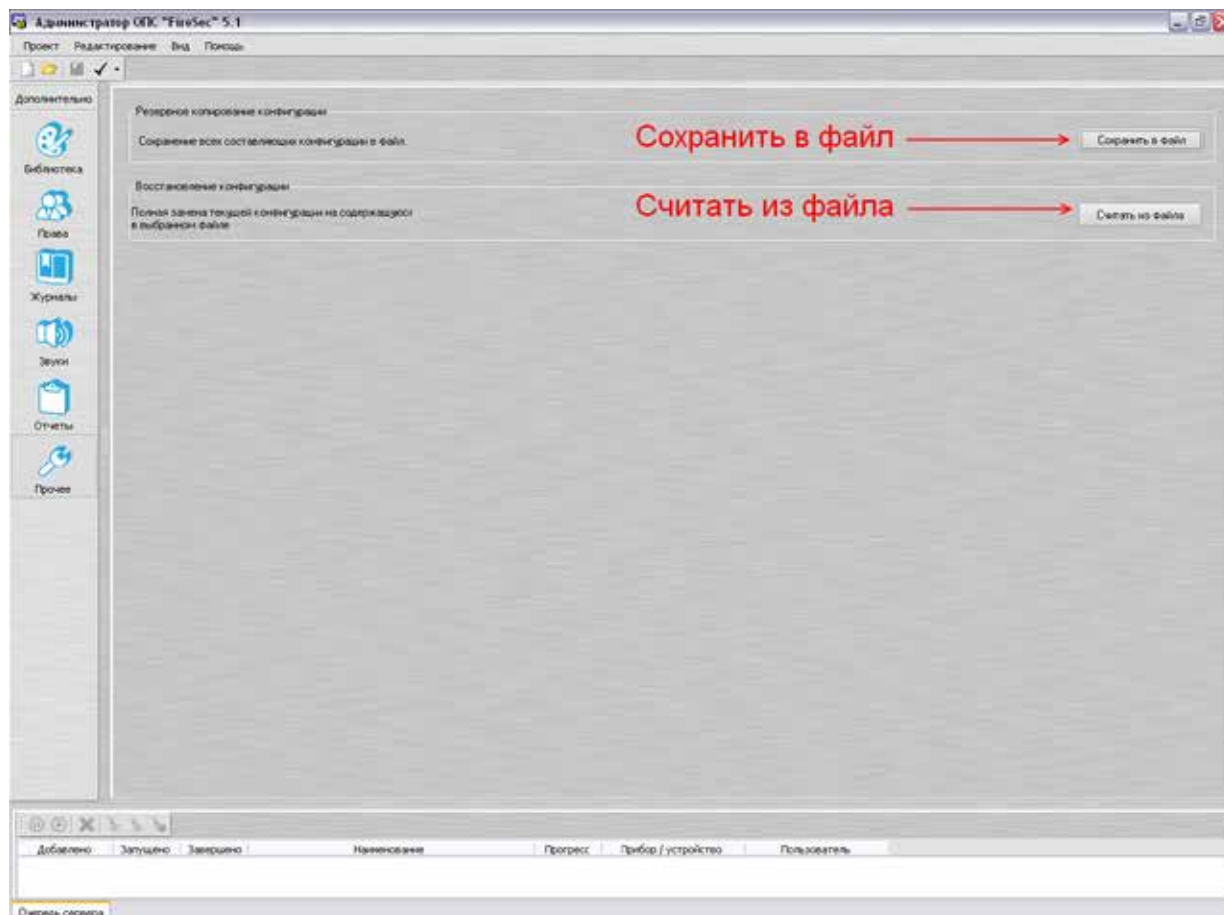 Администратор ОПС "FireSec" 5.1
Проект Редактирование Вид Помощь
Дополнительно
Библиотека
Права
Журналы
Звуки
Отчеты
Прочее
Резервное копирование конфигурации
Сохранение всех составляющих конфигурации в файл.
Сохранить в файл
Сохранить в файл
Восстановление конфигурации
Полная замена текущей конфигурации на содержащуюся
в выбранном файле
Считать из файла
Считать из файла
Добавлено Запущено Завершено Наименование Прогресс Прибор / устройство Пользователь
Очередь сервера